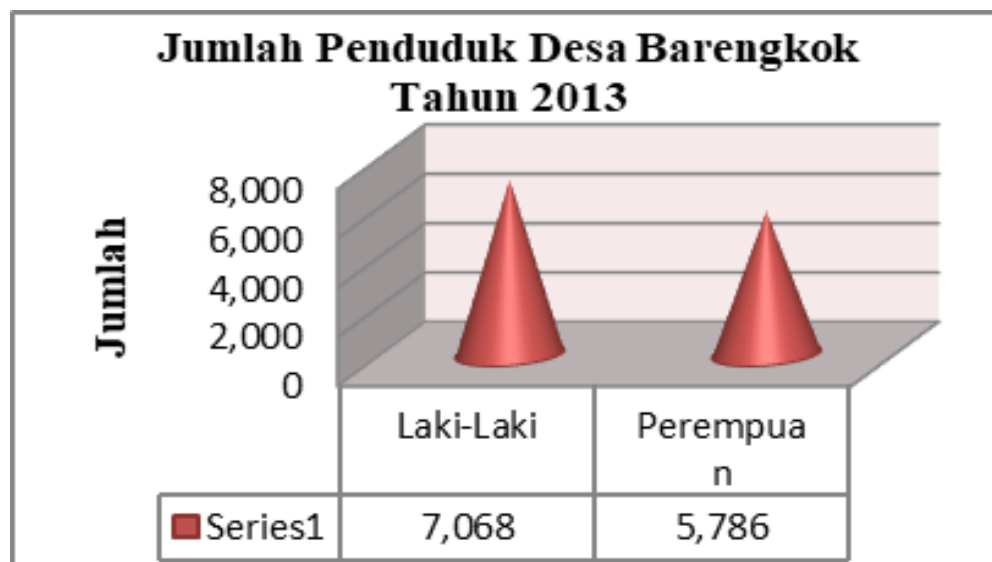 Jumlah Penduduk Desa Barengkok
Tahun 2013
Jumlah
8,000
6,000
4,000
2,000
0
Laki-Laki
Perempua
n
Series1 7,068 5,786